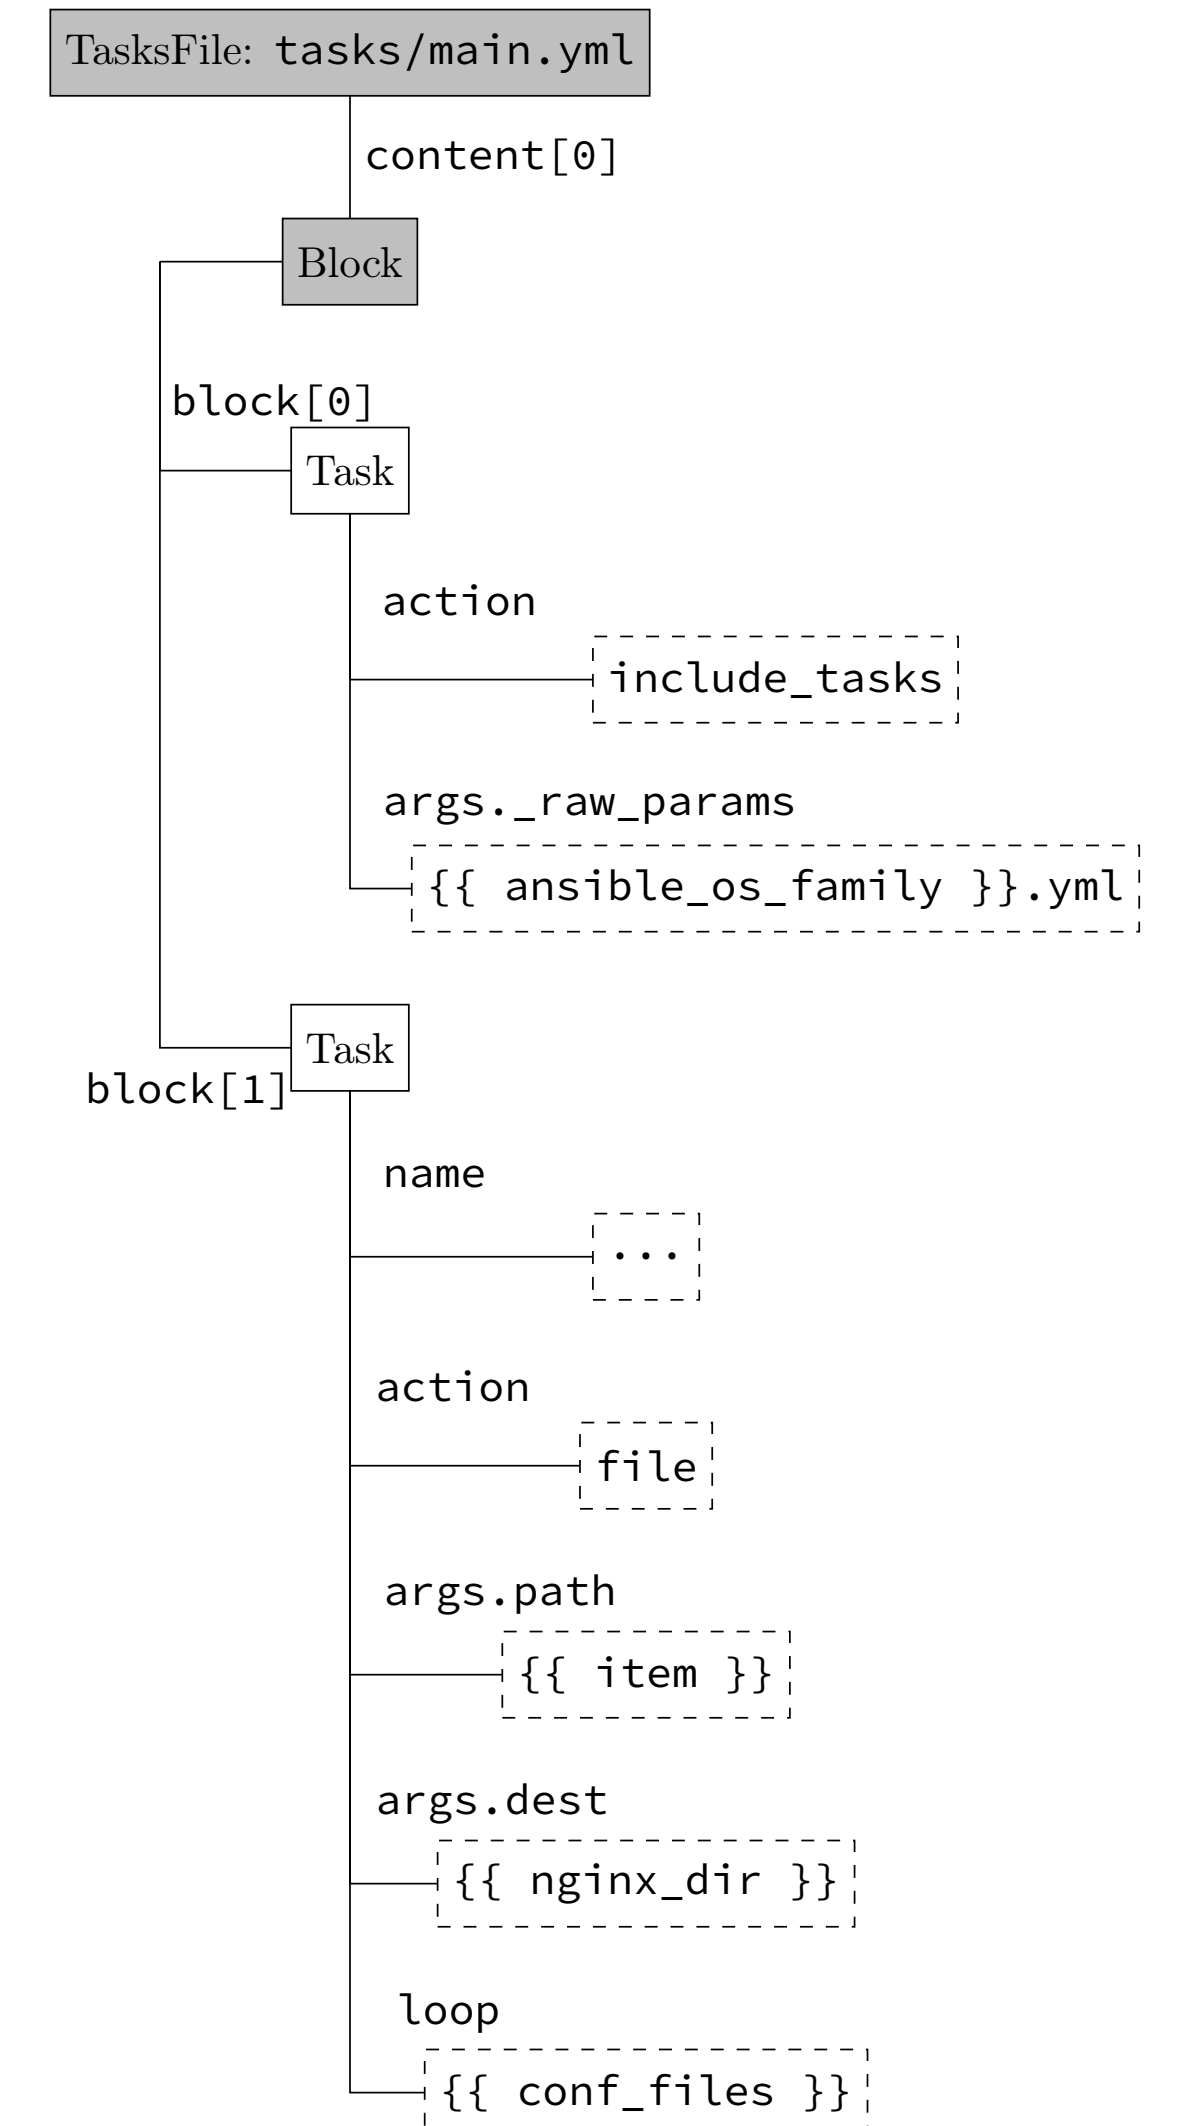 TasksFile: tasks/main.yml
content[0]
Block
block[0]
Task
action
include_tasks
args._raw_params
{{ ansible_os_family }}.yml
Task
block[1]
name
...
action
file
args.path
{{ item }}
args.dest
{{ nginx_dir }}
loop
{{ conf_files }}